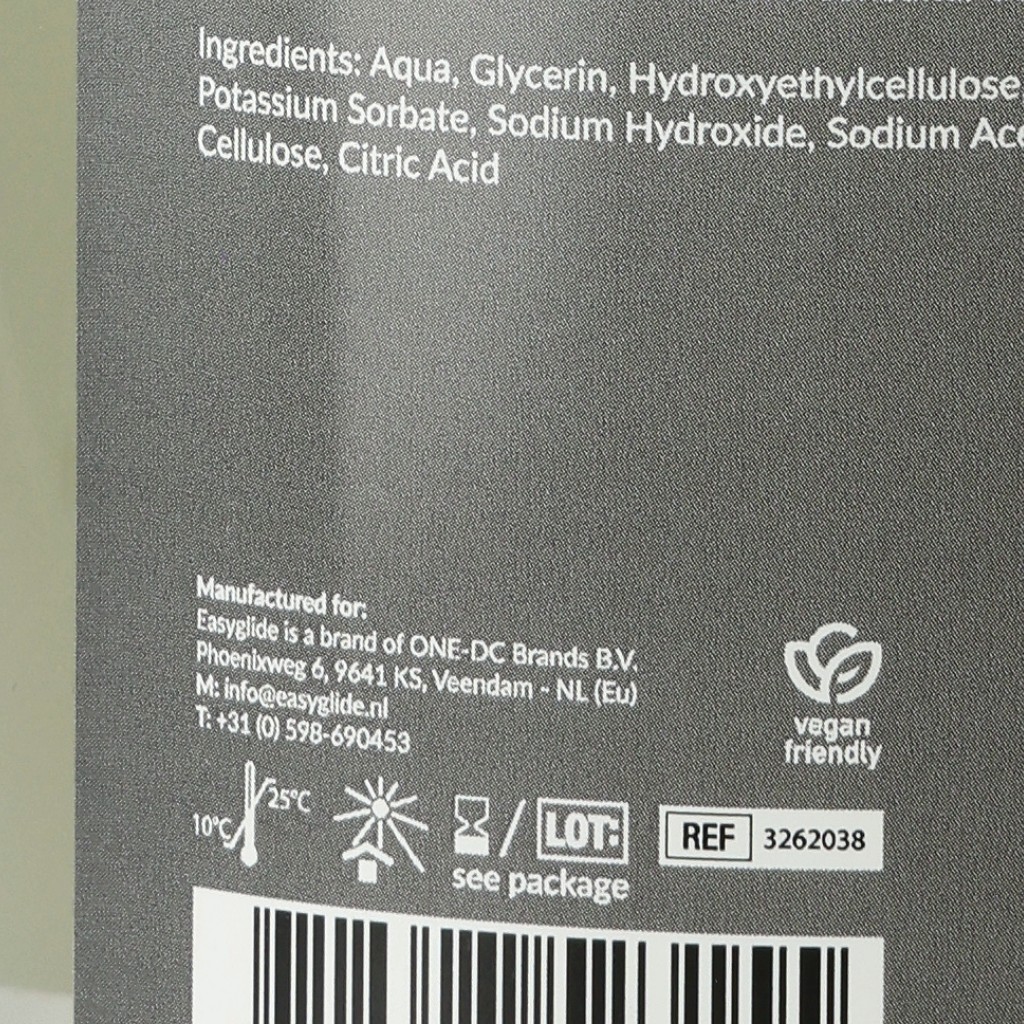 Ingredients: Aqua, Glycerin, Hydroxyethylcellulose,
Potassium Sorbate, Sodium Hydroxide, Sodium
Cellulose, Citric Acid
Manufactured for:
Easyglide is a brand of ONE-DC Brands B.V.
Phoenixweg 6, 9641 KS, Veendam - NL (Eu)
M: info@easyglide.nl
T: +31 (0) 598-690453
vegan
friendly
25°C
10°C
/ LOT:
see package
REF 3262038